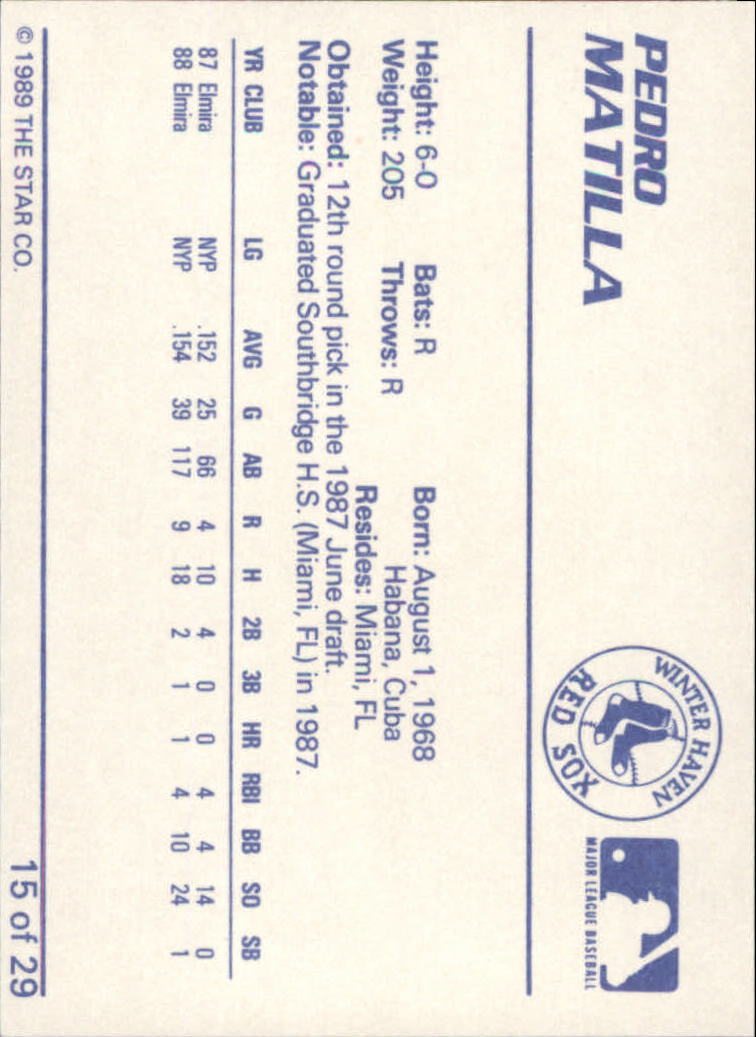 PEDRO
MATILLA
WINTER HAVEN
RED SOX
MAJOR LEAGUE BASEBALL
Height: 6-0 Bats: R Born: August 1, 1968
Weight: 205 Throws: R Habana, Cuba
Resides: Miami, FL
Obtained: 12th round pick in the 1987 June draft.
Notable: Graduated Southbridge H.S. (Miami, FL) in 1987.
YR CLUB LG AVG G AB R H 2B 3B HR RBI BB SO SB
87 Elmira NYP .152 25 66 4 10 4 0 0 4 4 14 0
88 Elmira NYP .154 39 117 9 18 2 1 1 4 10 24 1
© 1989 THE STAR CO. 15 of 29